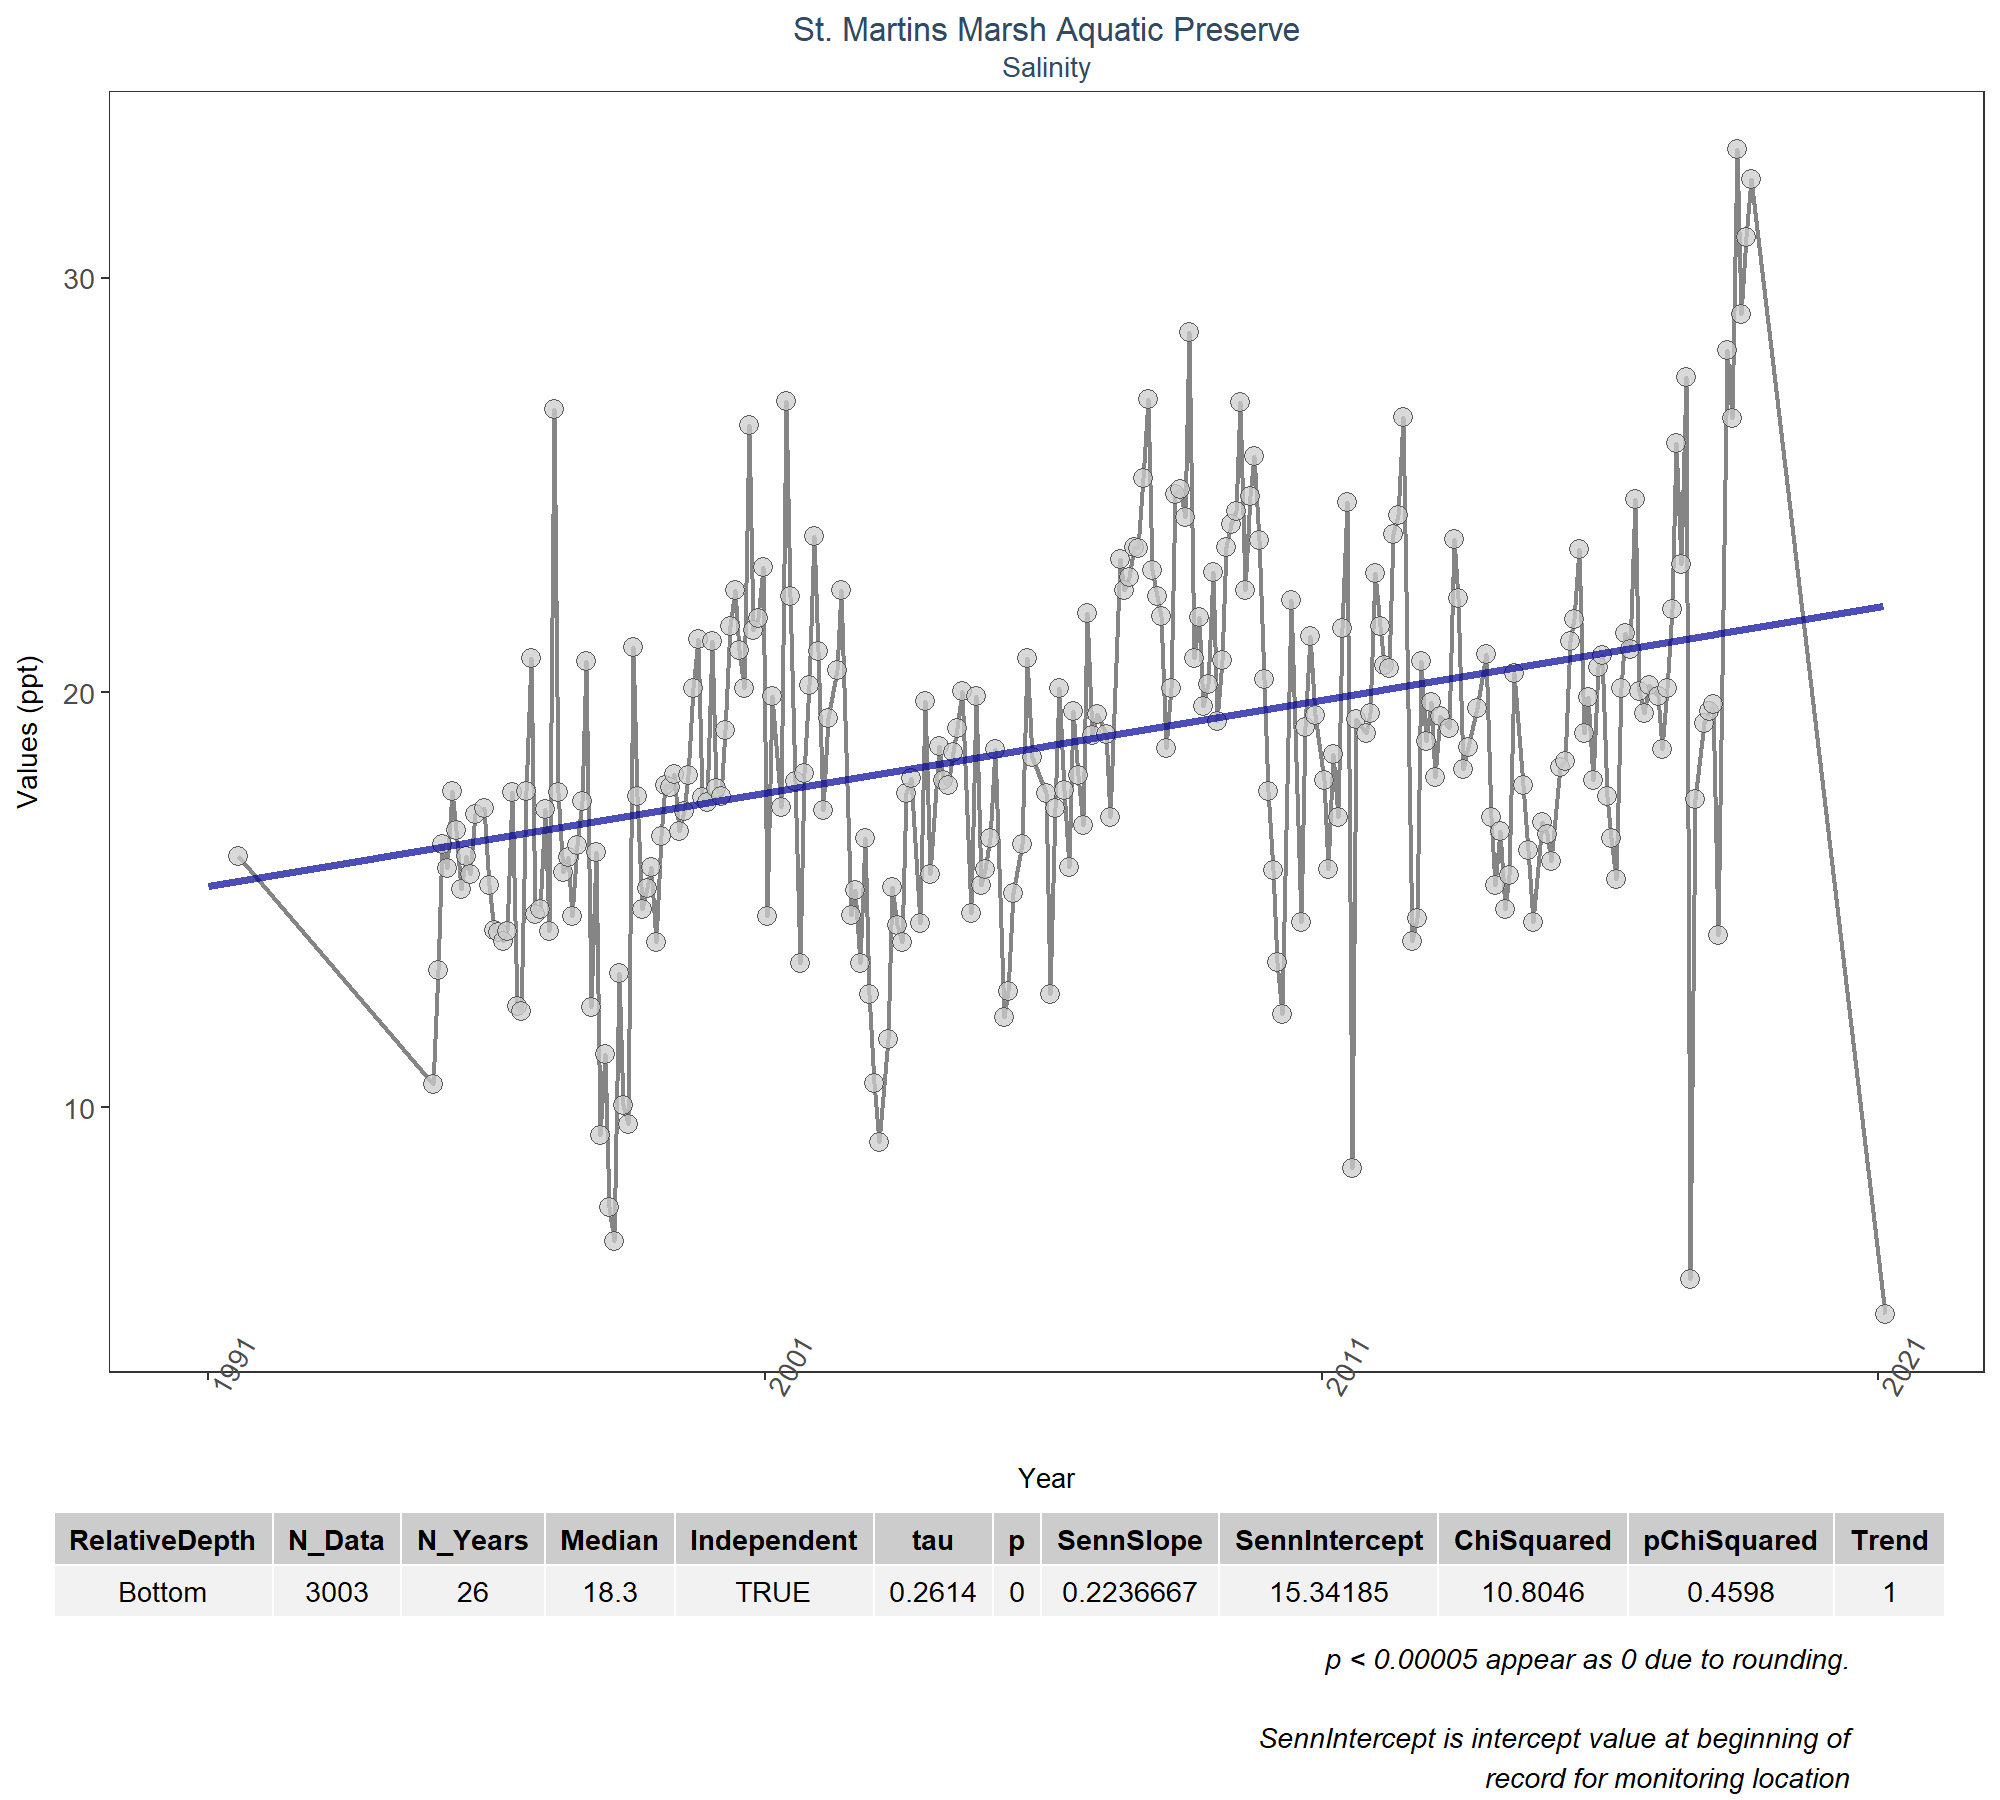 St. Martins Marsh Aquatic Preserve
Salinity
Values (ppt)
30
20
10
1991
2001
2011
2021
Year
RelativeDepth N_Data N_Years Median Independent tau p SennSlope SennIntercept ChiSquared pChiSquared Trend
Bottom 3003 26 18.3 TRUE 0.2614 0 0.2236667 15.34185 10.8046 0.4598 1
p < 0.00005 appear as 0 due to rounding.
SennIntercept is intercept value at beginning of
record for monitoring location